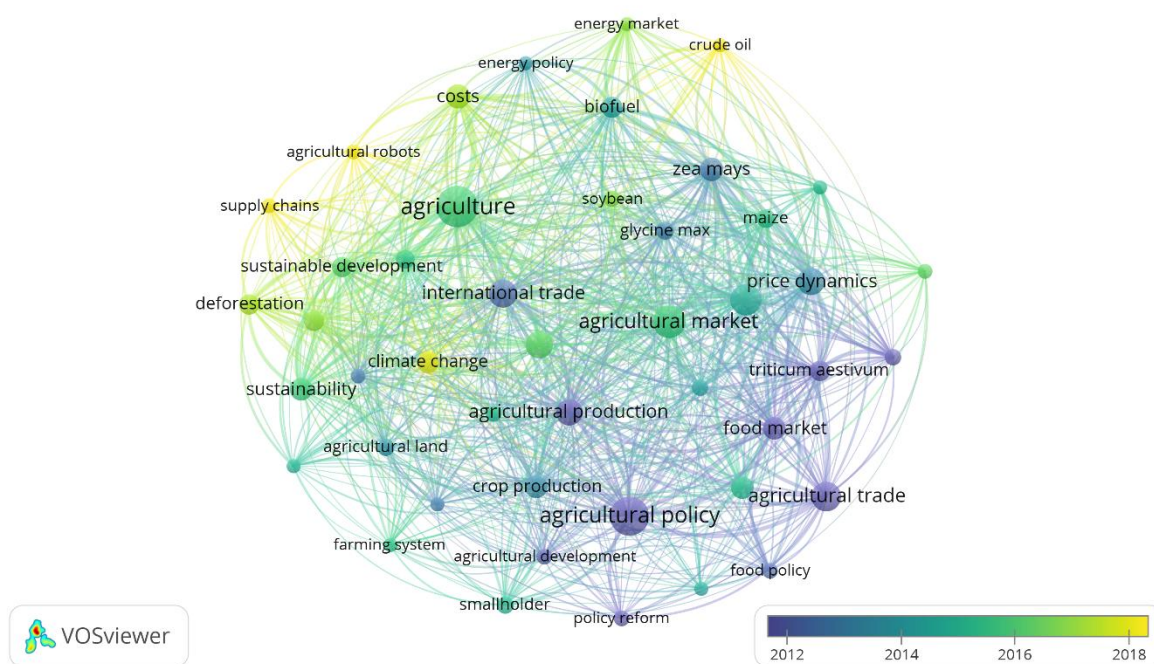 energy market
crude oil
energy policy
costs
biofuel
agricultural robots
zea mays
supply chains
agriculture
soybean
maize
glycine max
sustainable development
price dynamics
international trade
deforestation
agricultural market
climate change
triticum aestivum
sustainability
agricultural production
food market
agricultural land
crop production
agricultural trade
agricultural policy
farming system
agricultural development
food policy
smallholder
policy reform
VOSviewer
2012 2014 2016 2018